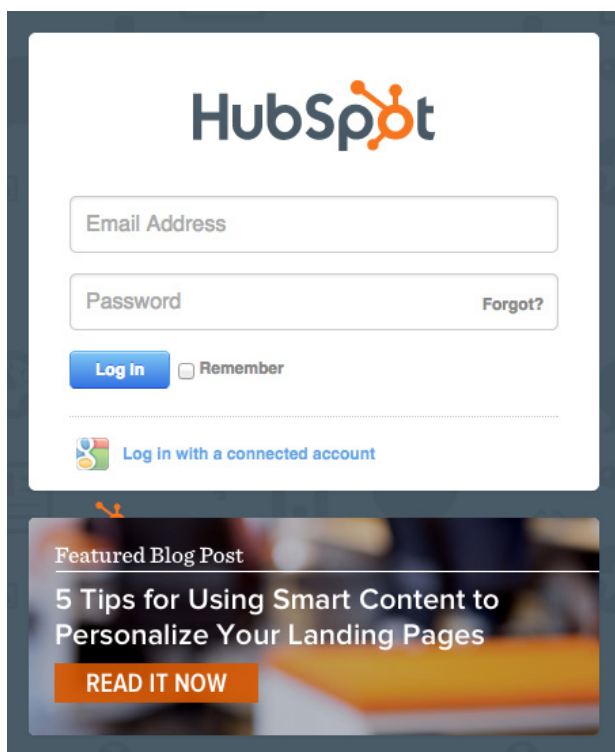 HubSpot
Email Address
Password
Forgot?
Log In
Remember
Log in with a connected account
Featured Blog Post
5 Tips for Using Smart Content to
Personalize Your Landing Pages
READ IT NOW